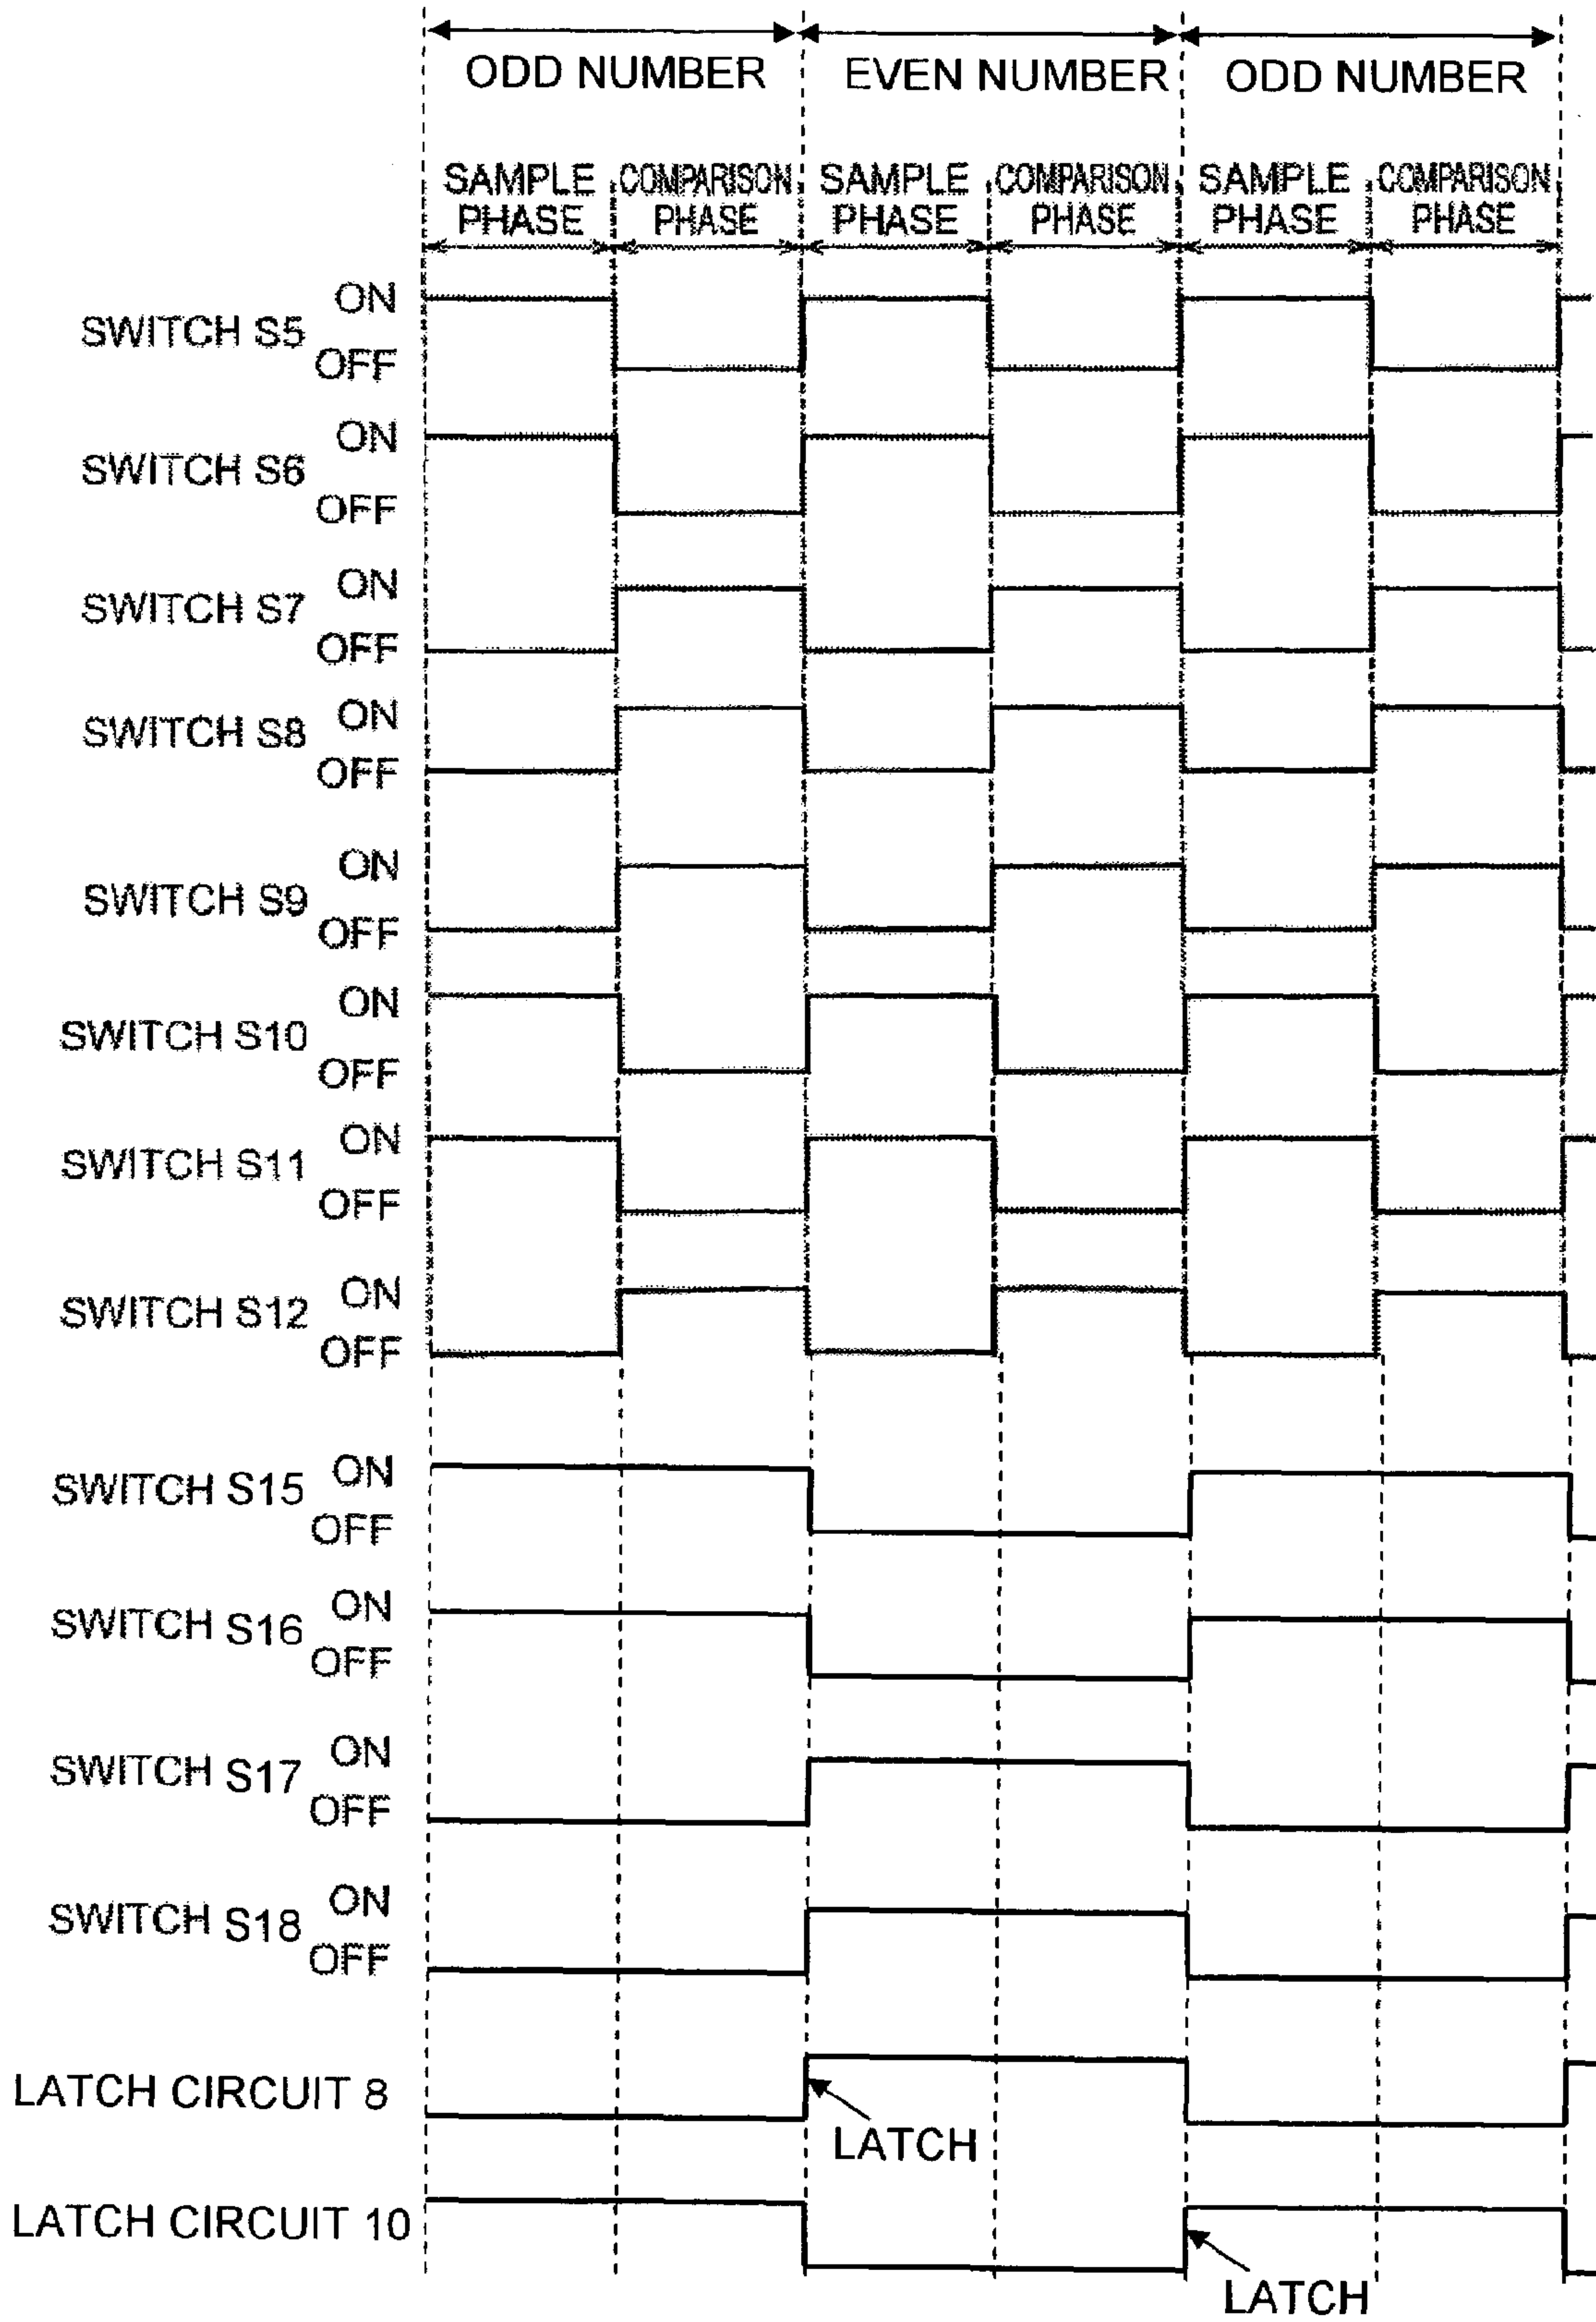 ODD NUMBER EVEN NUMBER ODD NUMBER
SAMPLE COMPARISON SAMPLE COMPARISON SAMPLE COMPARISON
PHASE PHASE PHASE PHASE PHASE PHASE
ON
SWITCH S5
OFF
ON
SWITCH S6
OFF
ON
SWITCH S7
OFF
ON
SWITCH S8
OFF
ON
SWITCH S9
OFF
ON
SWITCH S10
OFF
ON
SWITCH S11
OFF
ON
SWITCH S12
OFF
ON
SWITCH S15
OFF
ON
SWITCH S16
OFF
ON
SWITCH S17
OFF
ON
SWITCH S18
OFF
LATCH CIRCUIT 8
LATCH
LATCH CIRCUIT 10
LATCH